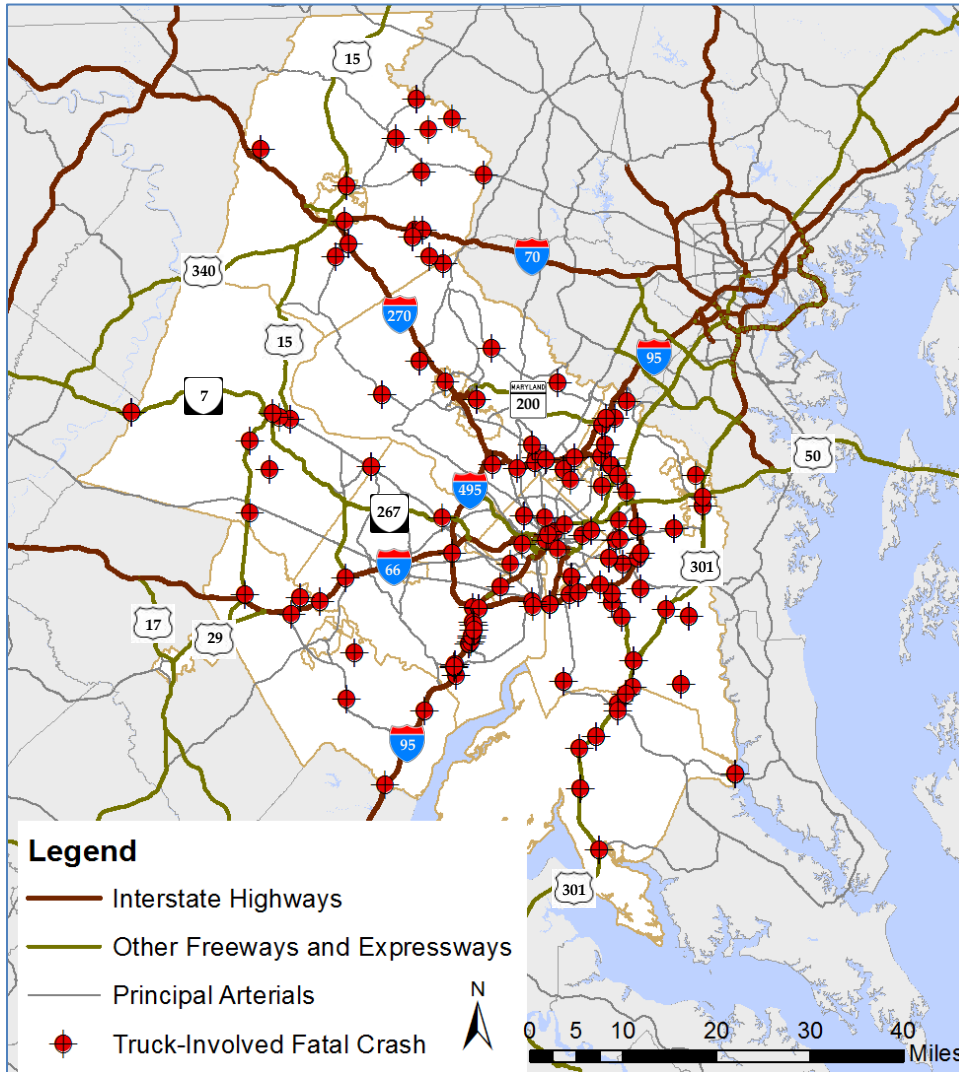 15
340
70
270
15
95
7
MARYLAND
200
50
495
267
301
66
17
29
95
Legend
301
Interstate Highways
Other Freeways and Expressways
Principal Arterials
N
Truck-Involved Fatal Crash
0 5 10 20 30 40
Miles